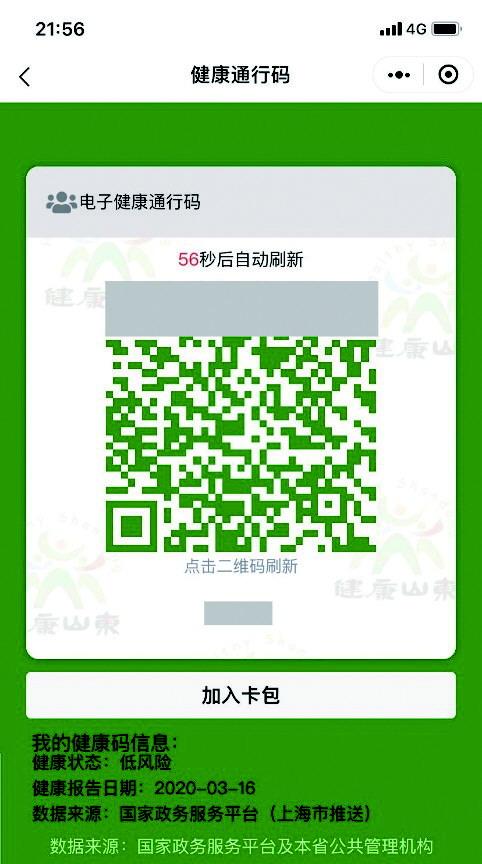 21:56
4G
健康通行码
电子健康通行码
56秒后自动刷新
健康山东
健康山东
点击二维码刷新
健康山东
健康山东
加入卡包
我的健康码信息：
健康状态：低风险
健康报告日期：2020-03-16
数据来源：国家政务服务平台（上海市推送）
数据来源：国家政务服务平台及本省公共管理机构